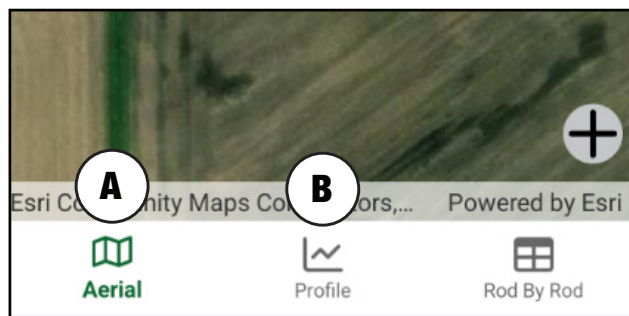 A B
Esri Co nity Maps Co tors,... Powered by Esri
Aerial Profile Rod By Rod